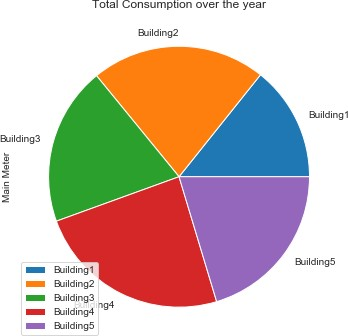 Total Consumption over the year
Building2
Building1
Building3
Main Meter
Building5
Building4
Building1
Building2
Building3
Building4
Building5